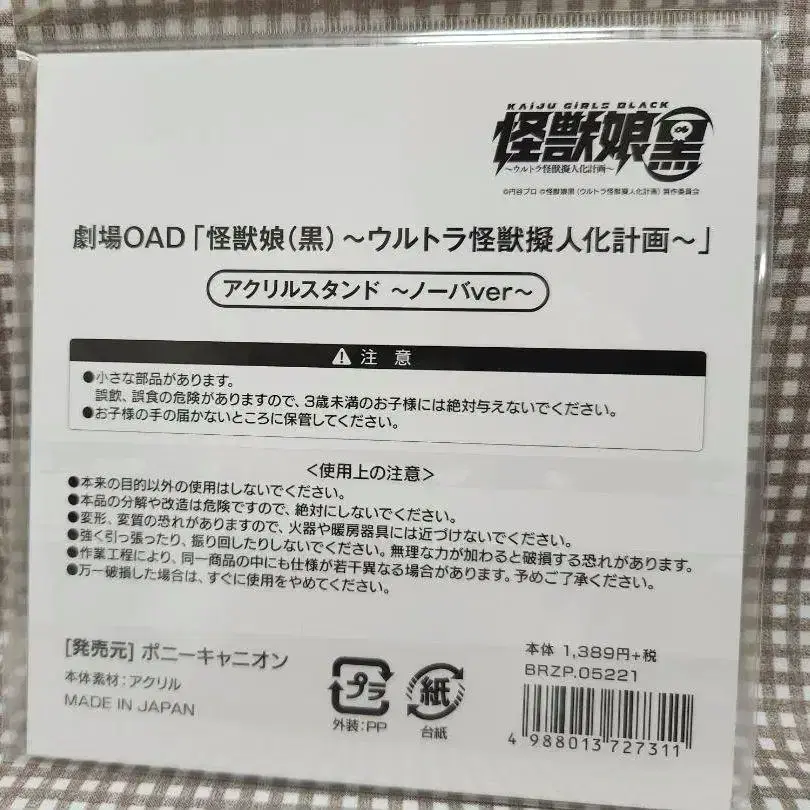 KAIJU GIRLS BLACK
怪獣娘黒
～ウルトラ怪獣擬人化計画～
©円谷プロ ©怪獣娘黒(ウルトラ怪獣擬人化計画)製作委員会
劇場OAD「怪獣娘(黒)～ウルトラ怪獣擬人化計画～」
アクリルスタンド ～ノーバver～
注 意
●小さな部品があります。
誤飲、誤食の危険がありますので、3歳未満のお子様には絶対与えないでください。
●お子様の手の届かないところに保管してください。
<使用上の注意>
●本来の目的以外の使用はしないでください。
●本品の分解や改造は危険ですので、絶対にしないでください。
●変形、変質の恐れがありますので、火器や暖房器具には近づけないでください。
●強く引っ張ったり、振り回したりしないでください。無理な力が加わると破損する恐れがあります。
●作業工程により、同一商品の中にも仕様が若干異なる場合があります。予めご了承ください。
●万一破損した場合は、すぐに使用をやめてください。
[発売元] ポニーキャニオン
本体素材:アクリル
MADE IN JAPAN
プラ
外装:PP
紙
台紙
本体 1,389円+税
BRZP.05221
4 988013 727311